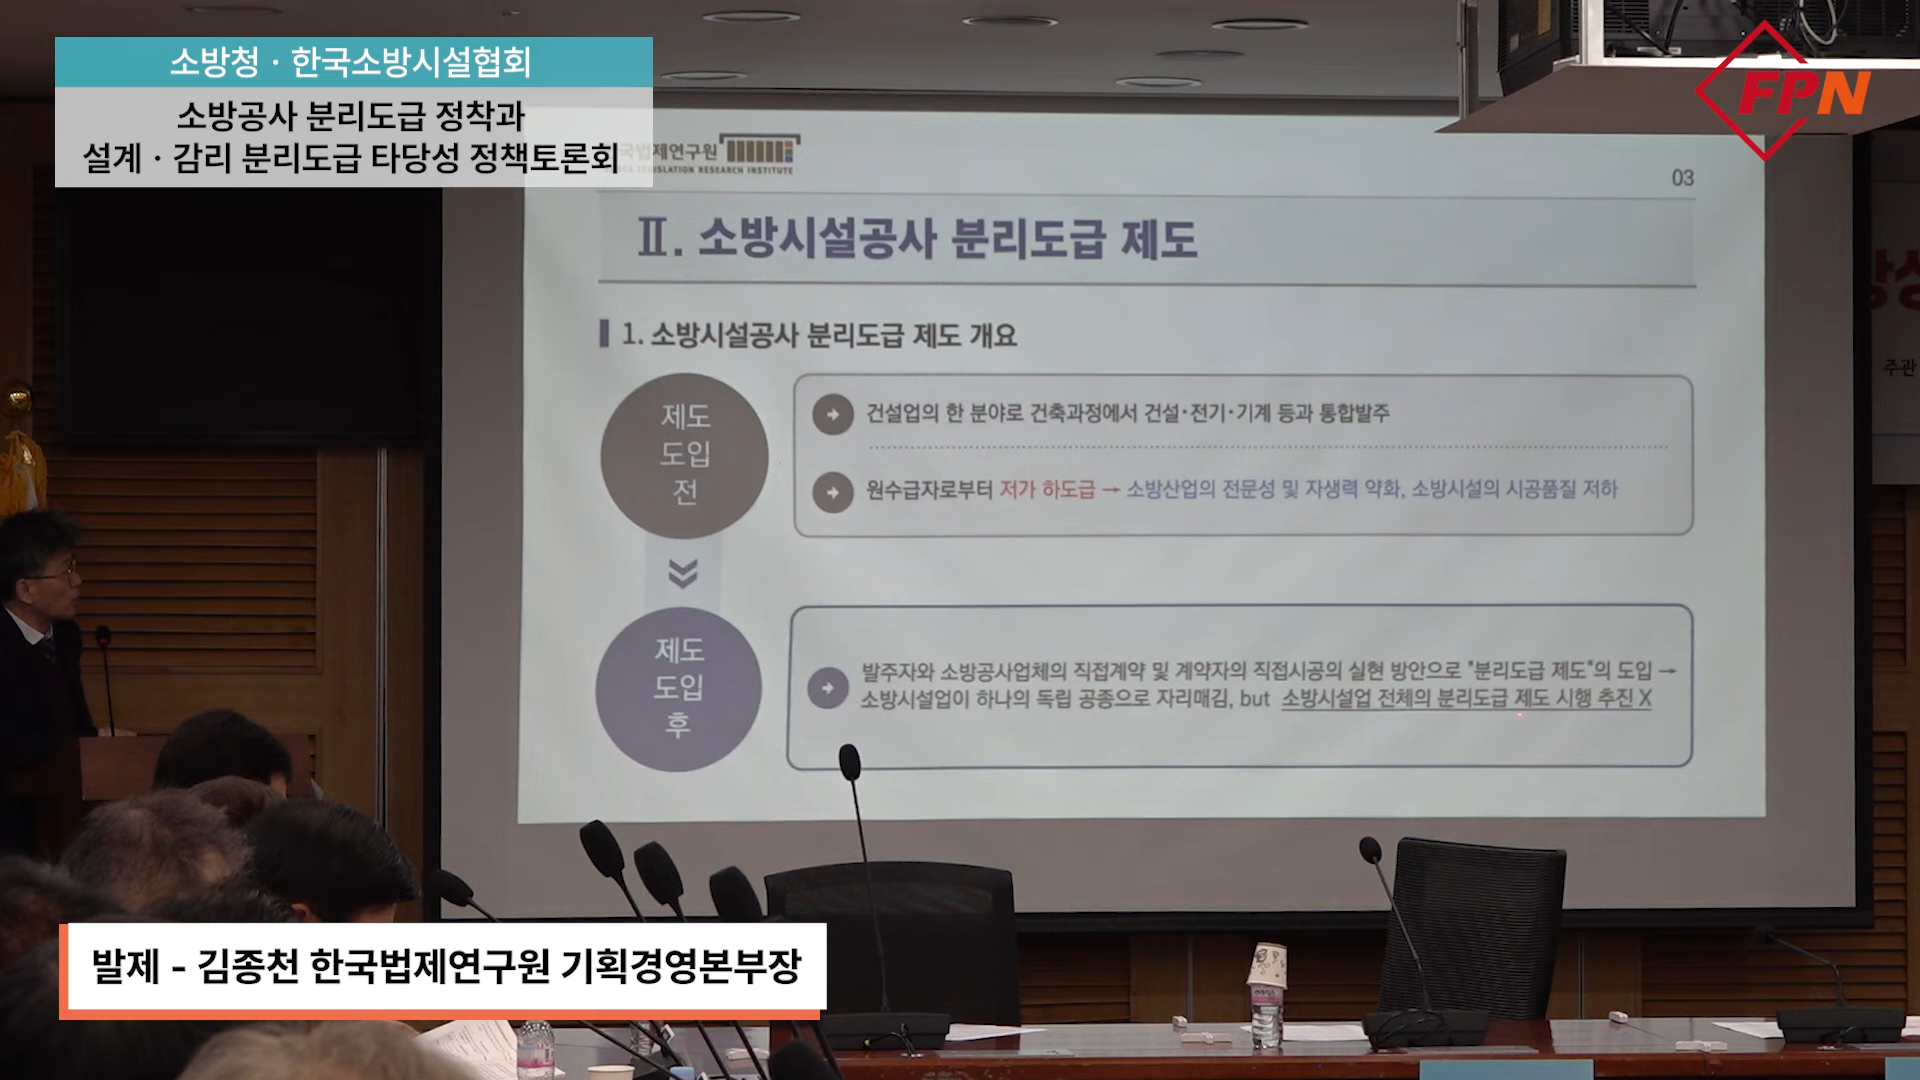 소방청 · 한국소방시설협회
소방공사 분리도급 정착과
설계 · 감리 분리도급 타당성 정책토론회
FPN
법제연구원
LEGISLATION RESEARCH INSTITUTE
03
Ⅱ. 소방시설공사 분리도급 제도
1. 소방시설공사 분리도급 제도 개요
제도
도입
전
건설업의 한 분야로 건축과정에서 건설·전기·기계 등과 통합발주
원수급자로부터 저가 하도급 → 소방산업의 전문성 및 자생력 약화, 소방시설의 시공품질 저하
제도
도입
후
발주자와 소방공사업체의 직접계약 및 계약자의 직접시공의 실현 방안으로 "분리도급 제도"의 도입 →
소방시설업이 하나의 독립 공종으로 자리매김, but 소방시설업 전체의 분리도급 제도 시행 추진 X
주관
발제 - 김종천 한국법제연구원 기획경영본부장